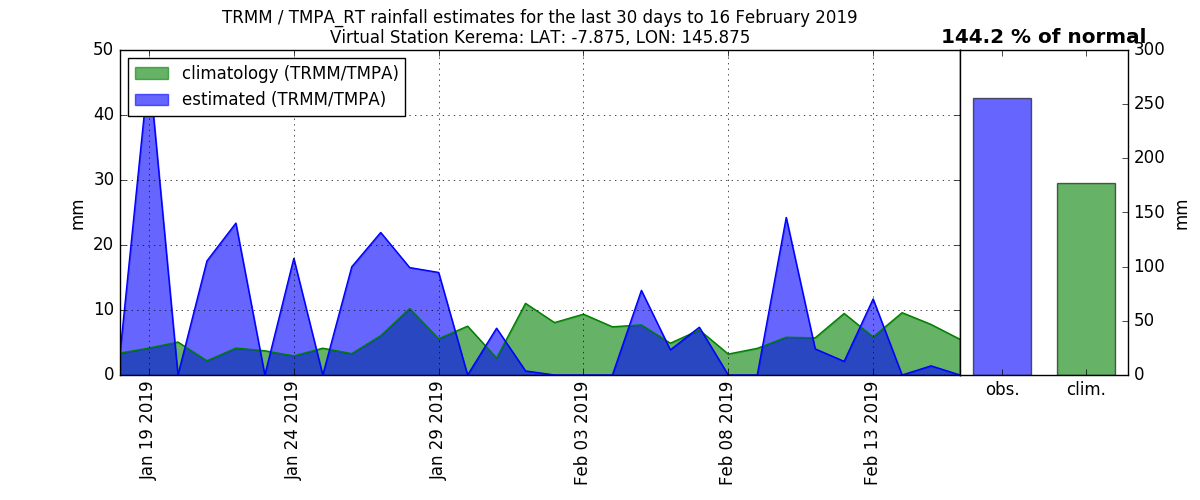 TRMM / TMPA_RT rainfall estimates for the last 30 days to 16 February 2019
Virtual Station Kerema: LAT: -7.875, LON: 145.875
144.2 % of normal
climatology (TRMM/TMPA)
estimated (TRMM/TMPA)
50
40
30
20
10
0
mm
Jan 19 2019
Jan 24 2019
Jan 29 2019
Feb 03 2019
Feb 08 2019
Feb 13 2019
obs.
clim.
300
250
200
150
100
50
0
mm